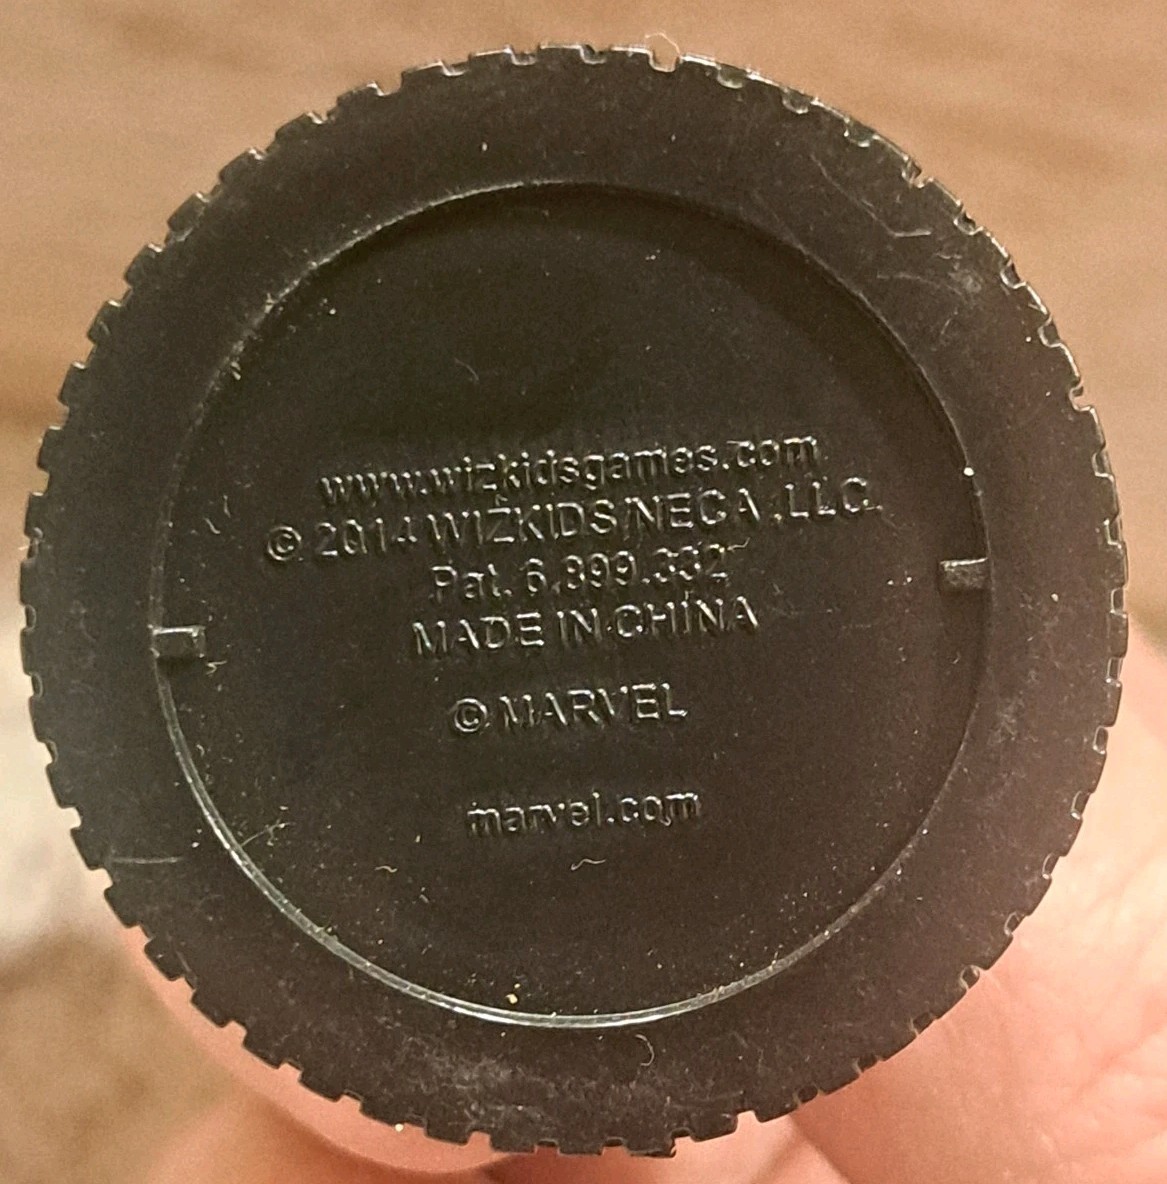 www.wizkidsgames.com
© 2014 WIZKIDS/NECA, LLC.
Pat. 6,899,332
MADE IN CHINA
© MARVEL
marvel.com